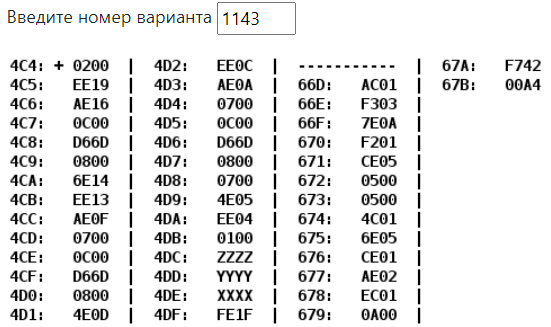 Введите номер варианта 1143
4C4: + 0200 | 4D2: EE0C | ----------- | 67A: F742
4C5: EE19 | 4D3: AE0A | 66D: AC01 | 67B: 00A4
4C6: AE16 | 4D4: 0700 | 66E: F303 |
4C7: 0C00 | 4D5: 0C00 | 66F: 7E0A |
4C8: D66D | 4D6: D66D | 670: F201 |
4C9: 0800 | 4D7: 0800 | 671: CE05 |
4CA: 6E14 | 4D8: 0700 | 672: 0500 |
4CB: EE13 | 4D9: 4E05 | 673: 0500 |
4CC: AE0F | 4DA: EE04 | 674: 4C01 |
4CD: 0700 | 4DB: 0100 | 675: 6E05 |
4CE: 0C00 | 4DC: ZZZZ | 676: CE01 |
4CF: D66D | 4DD: YYYY | 677: AE02 |
4D0: 0800 | 4DE: XXXX | 678: EC01 |
4D1: 4E0D | 4DF: FE1F | 679: 0A00 |